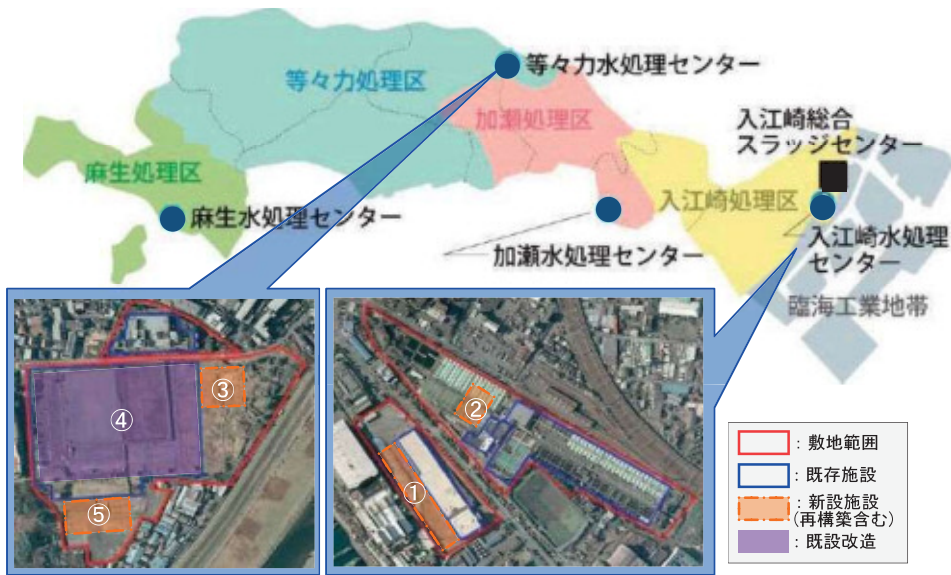 等々力処理区
等々力水処理センター
加瀬処理区
入江崎総合
スラッジセンター
麻生処理区
麻生水処理センター
入江崎処理区
加瀬水処理センター
入江崎水処理
センター
臨海工業地帯
③
④
⑤
②
①
：敷地範囲
：既存施設
：新設施設
(再構築含む)
：既設改造